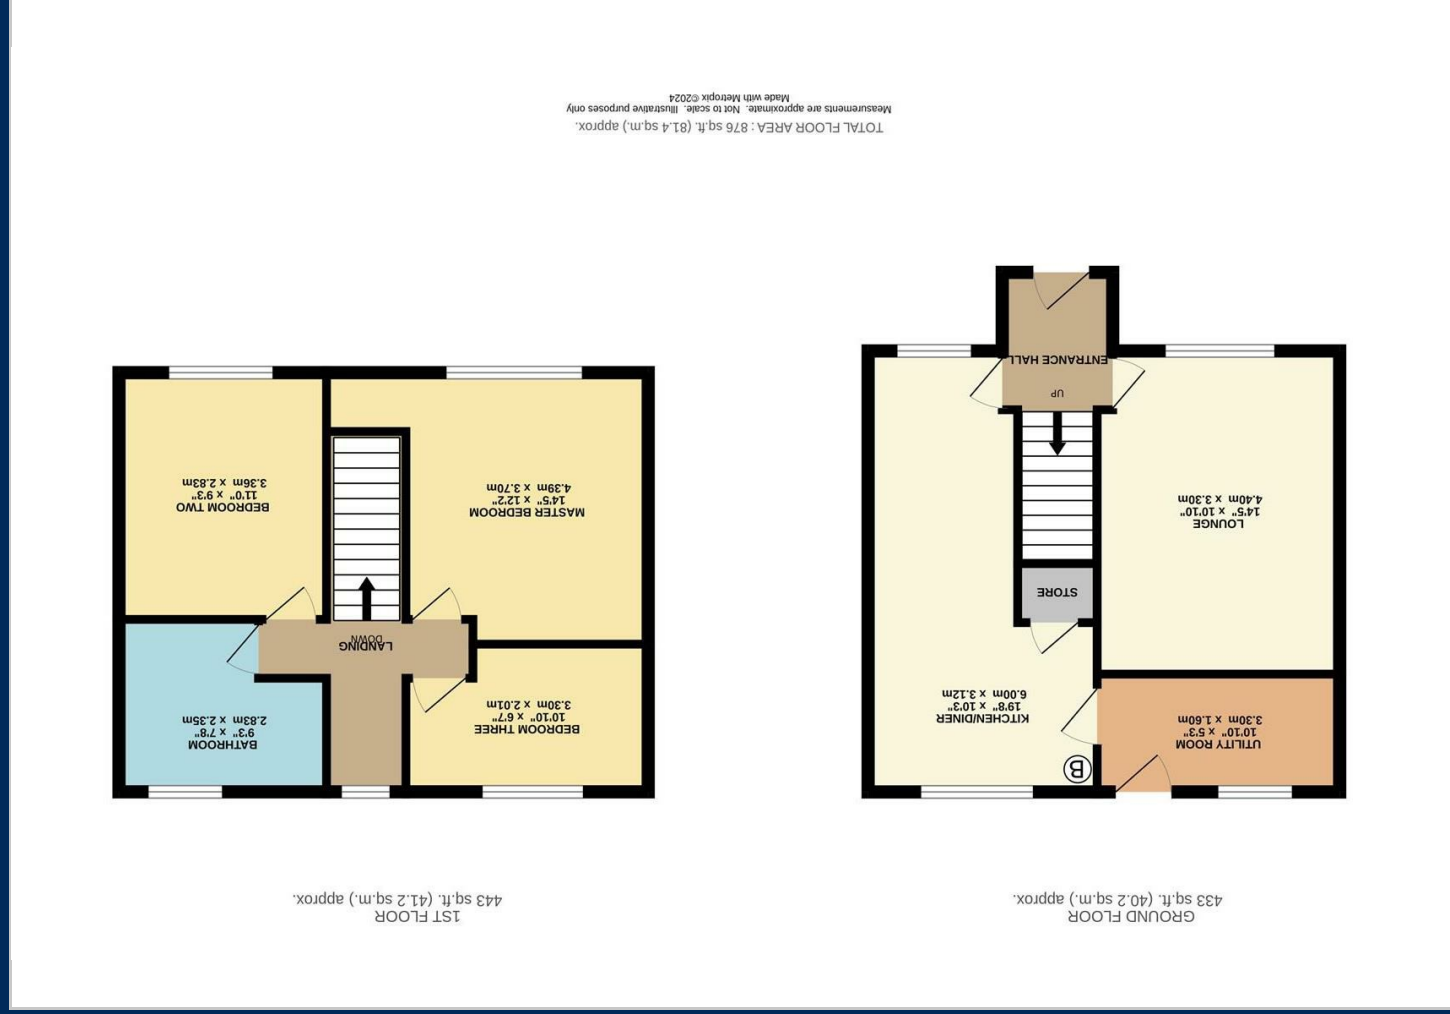 GROUND FLOOR
433 sq.ft. (40.2 sq.m.) approx.
1ST FLOOR
443 sq.ft. (41.2 sq.m.) approx.
UTILITY ROOM
10'10" x 5'3"
3.30m x 1.60m
B
KITCHEN/DINER
19'8" x 10'3"
6.00m x 3.12m
STORE
LOUNGE
14'5" x 10'10"
4.40m x 3.30m
UP
ENTRANCE HALL
BEDROOM THREE
10'10" x 6'7"
3.30m x 2.01m
BATHROOM
9'3" x 7'8"
2.83m x 2.35m
LANDING
DOWN
MASTER BEDROOM
14'5" x 12'2"
4.39m x 3.70m
BEDROOM TWO
11'0" x 9'3"
3.36m x 2.83m
TOTAL FLOOR AREA : 876 sq.ft. (81.4 sq.m.) approx.
Measurements are approximate. Not to scale. Illustrative purposes only
Made with Metropix ©2024